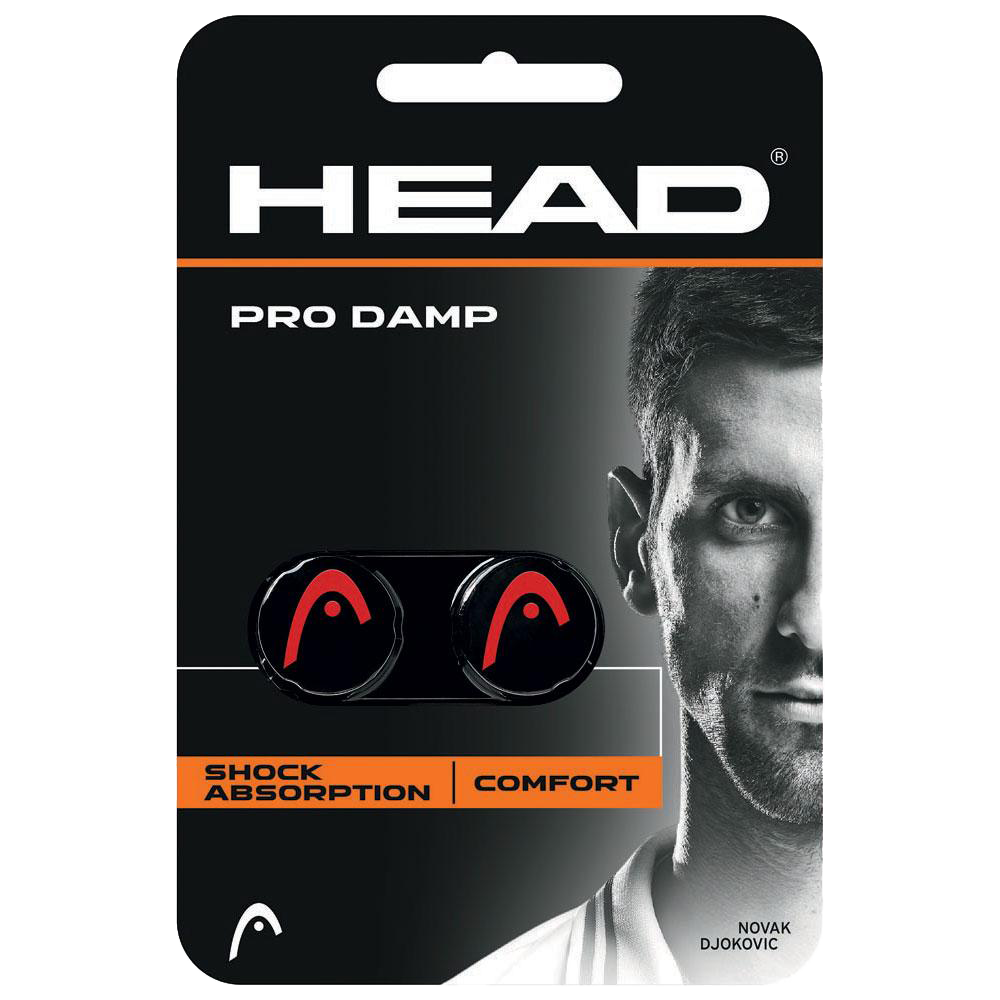 HEAD®
PRO DAMP
SHOCK
ABSORPTION | COMFORT
NOVAK
DJOKOVIC